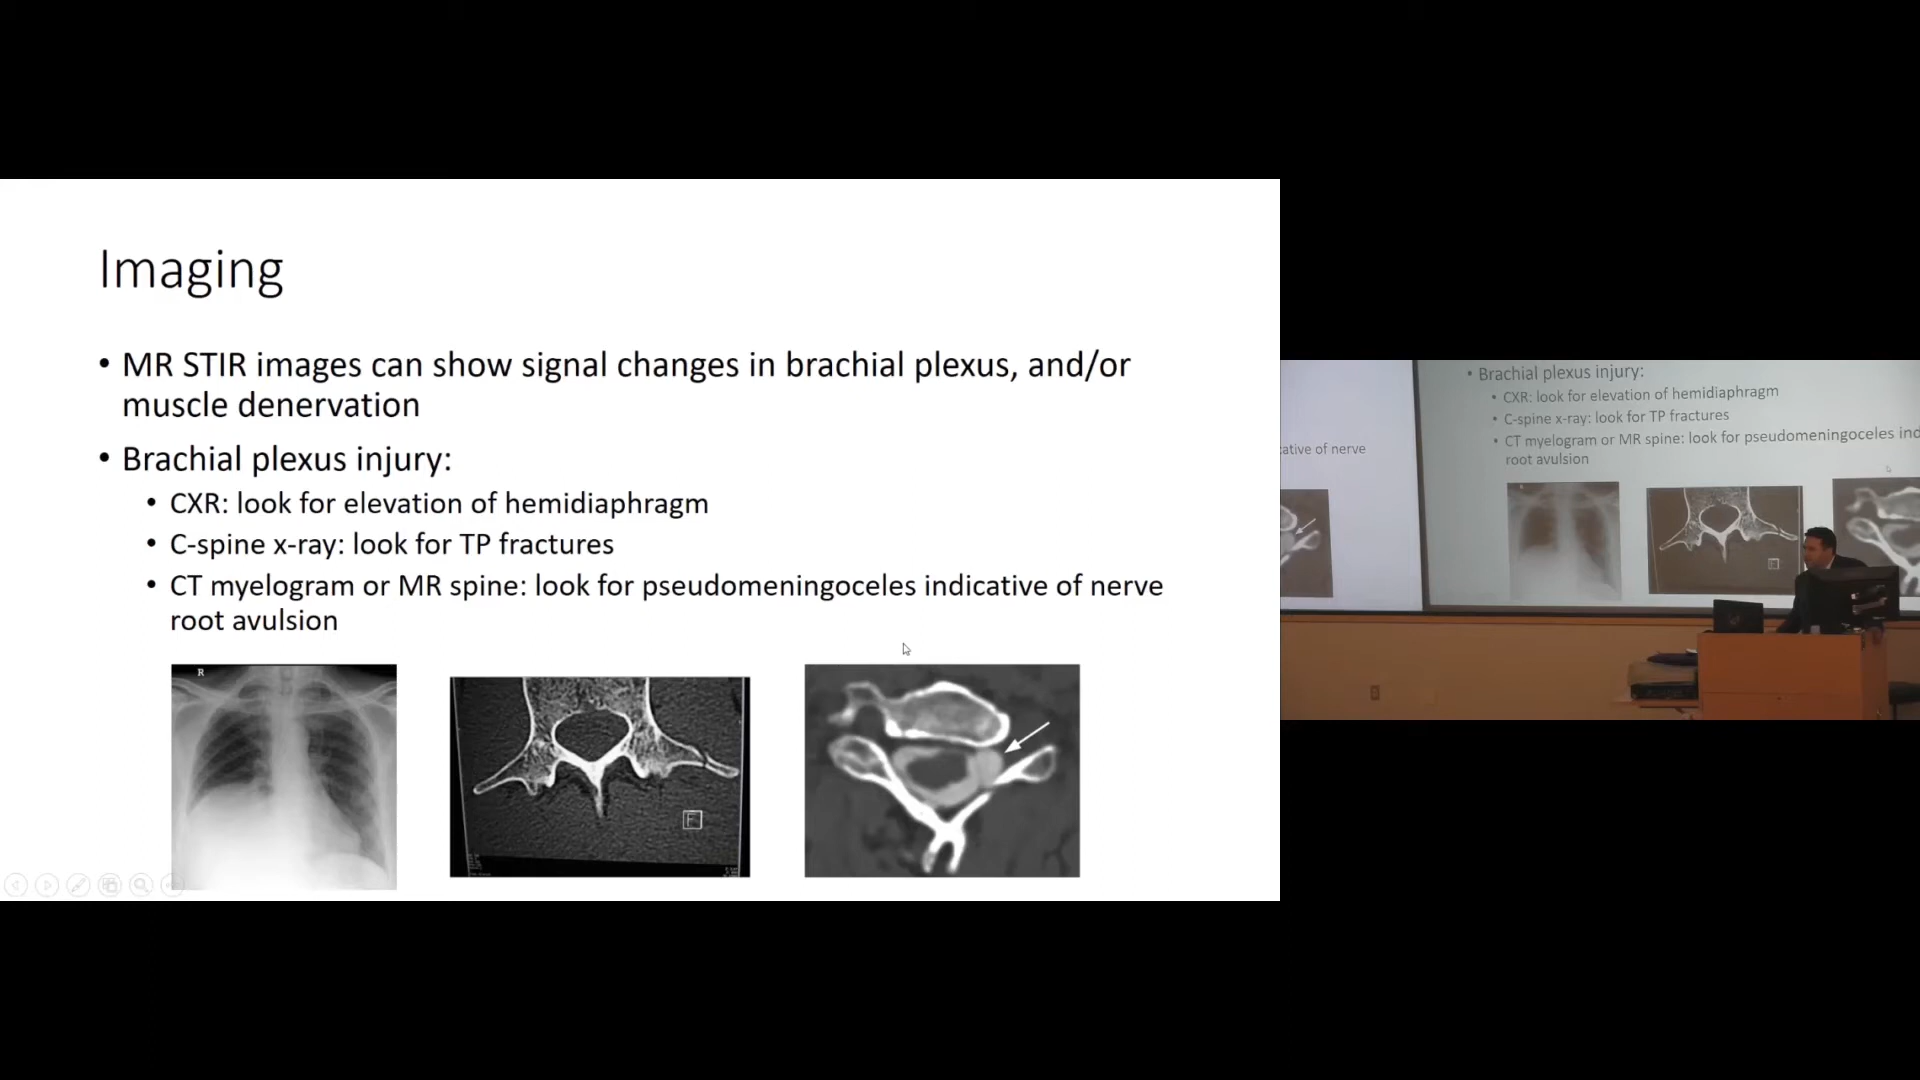 Imaging
• MR STIR images can show signal changes in brachial plexus, and/or
muscle denervation
• Brachial plexus injury:
• CXR: look for elevation of hemidiaphragm
• C-spine x-ray: look for TP fractures
• CT myelogram or MR spine: look for pseudomeningoceles indicative of nerve
root avulsion
R
F
• Brachial plexus injury:
• CXR: look for elevation of hemidiaphragm
• C-spine x-ray: look for TP fractures
• CT myelogram or MR spine: look for pseudomeningoceles ind
root avulsion
cative of nerve